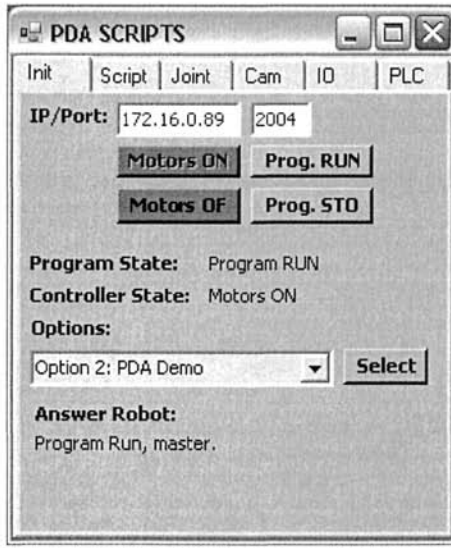 PDA SCRIPTS
Init Script Joint Cam IO PLC
IP/Port: 172.16.0.89 2004
Motors ON Prog. RUN
Motors OF Prog. STO
Program State: Program RUN
Controller State: Motors ON
Options:
Option 2: PDA Demo Select
Answer Robot:
Program Run, master.